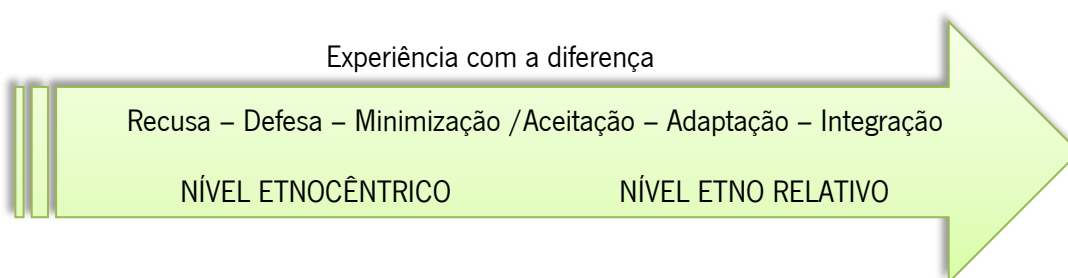 Experiência com a diferença
Recusa – Defesa – Minimização /Aceitação – Adaptação – Integração
NÍVEL ETNOCÊNTRICO NÍVEL ETNO RELATIVO